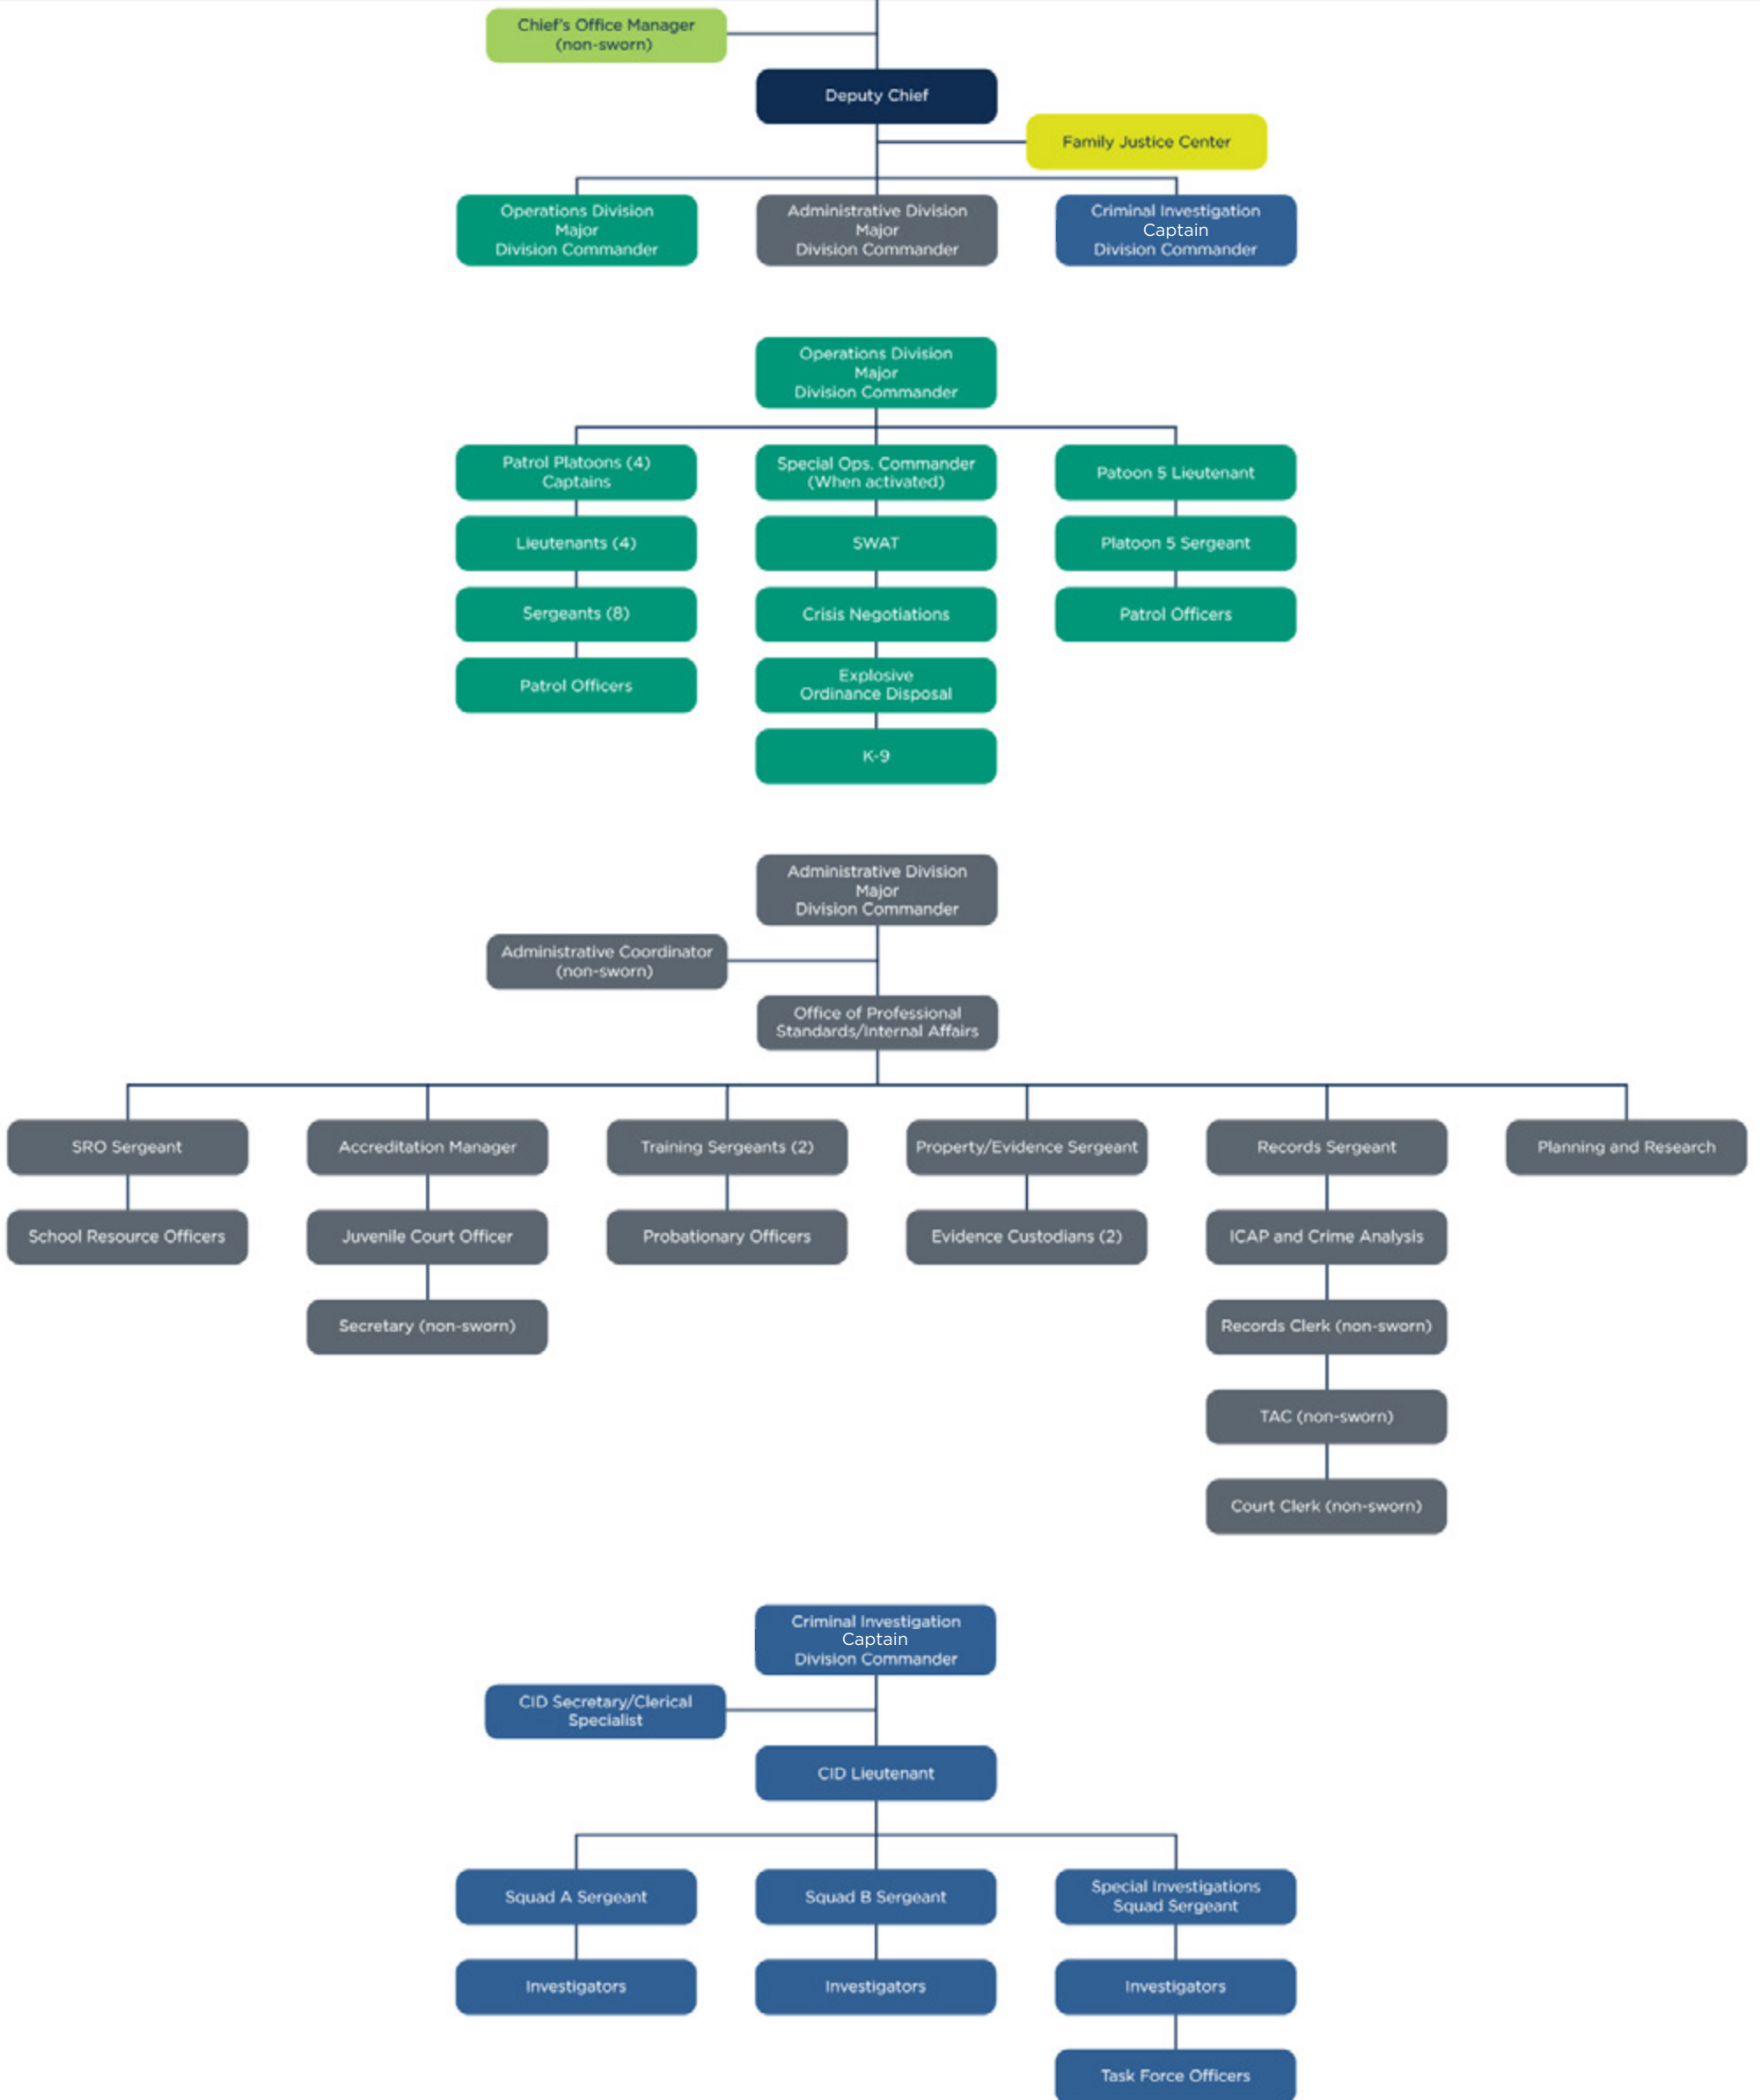 Chief's Office Manager
(non-sworn)
Deputy Chief
Family Justice Center
Operations Division
Major
Division Commander
Administrative Division
Major
Division Commander
Criminal Investigation
Captain
Division Commander
Operations Division
Major
Division Commander
Patrol Platoons (4)
Captains
Special Ops. Commander
(When activated)
Patoon 5 Lieutenant
Lieutenants (4)
SWAT
Platoon 5 Sergeant
Sergeants (8)
Crisis Negotiations
Patrol Officers
Patrol Officers
Explosive
Ordinance Disposal
K-9
Administrative Division
Major
Division Commander
Administrative Coordinator
(non-sworn)
Office of Professional
Standards/Internal Affairs
SRO Sergeant
Accreditation Manager
Training Sergeants (2)
Property/Evidence Sergeant
Records Sergeant
Planning and Research
School Resource Officers
Juvenile Court Officer
Probationary Officers
Evidence Custodians (2)
ICAP and Crime Analysis
Secretary (non-sworn)
Records Clerk (non-sworn)
TAC (non-sworn)
Court Clerk (non-sworn)
Criminal Investigation
Captain
Division Commander
CID Secretary/Clerical
Specialist
CID Lieutenant
Squad A Sergeant
Squad B Sergeant
Special Investigations
Squad Sergeant
Investigators
Investigators
Investigators
Task Force Officers